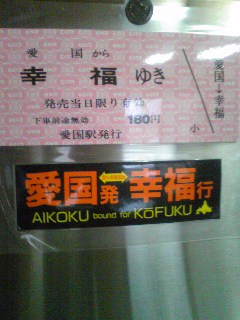 愛国から
幸福ゆき
発売当日限り有効
下車前途無効 180円
愛国駅発行
愛国→幸福
小
愛国発 幸福行
AIKOKU bound for KŌFUKU